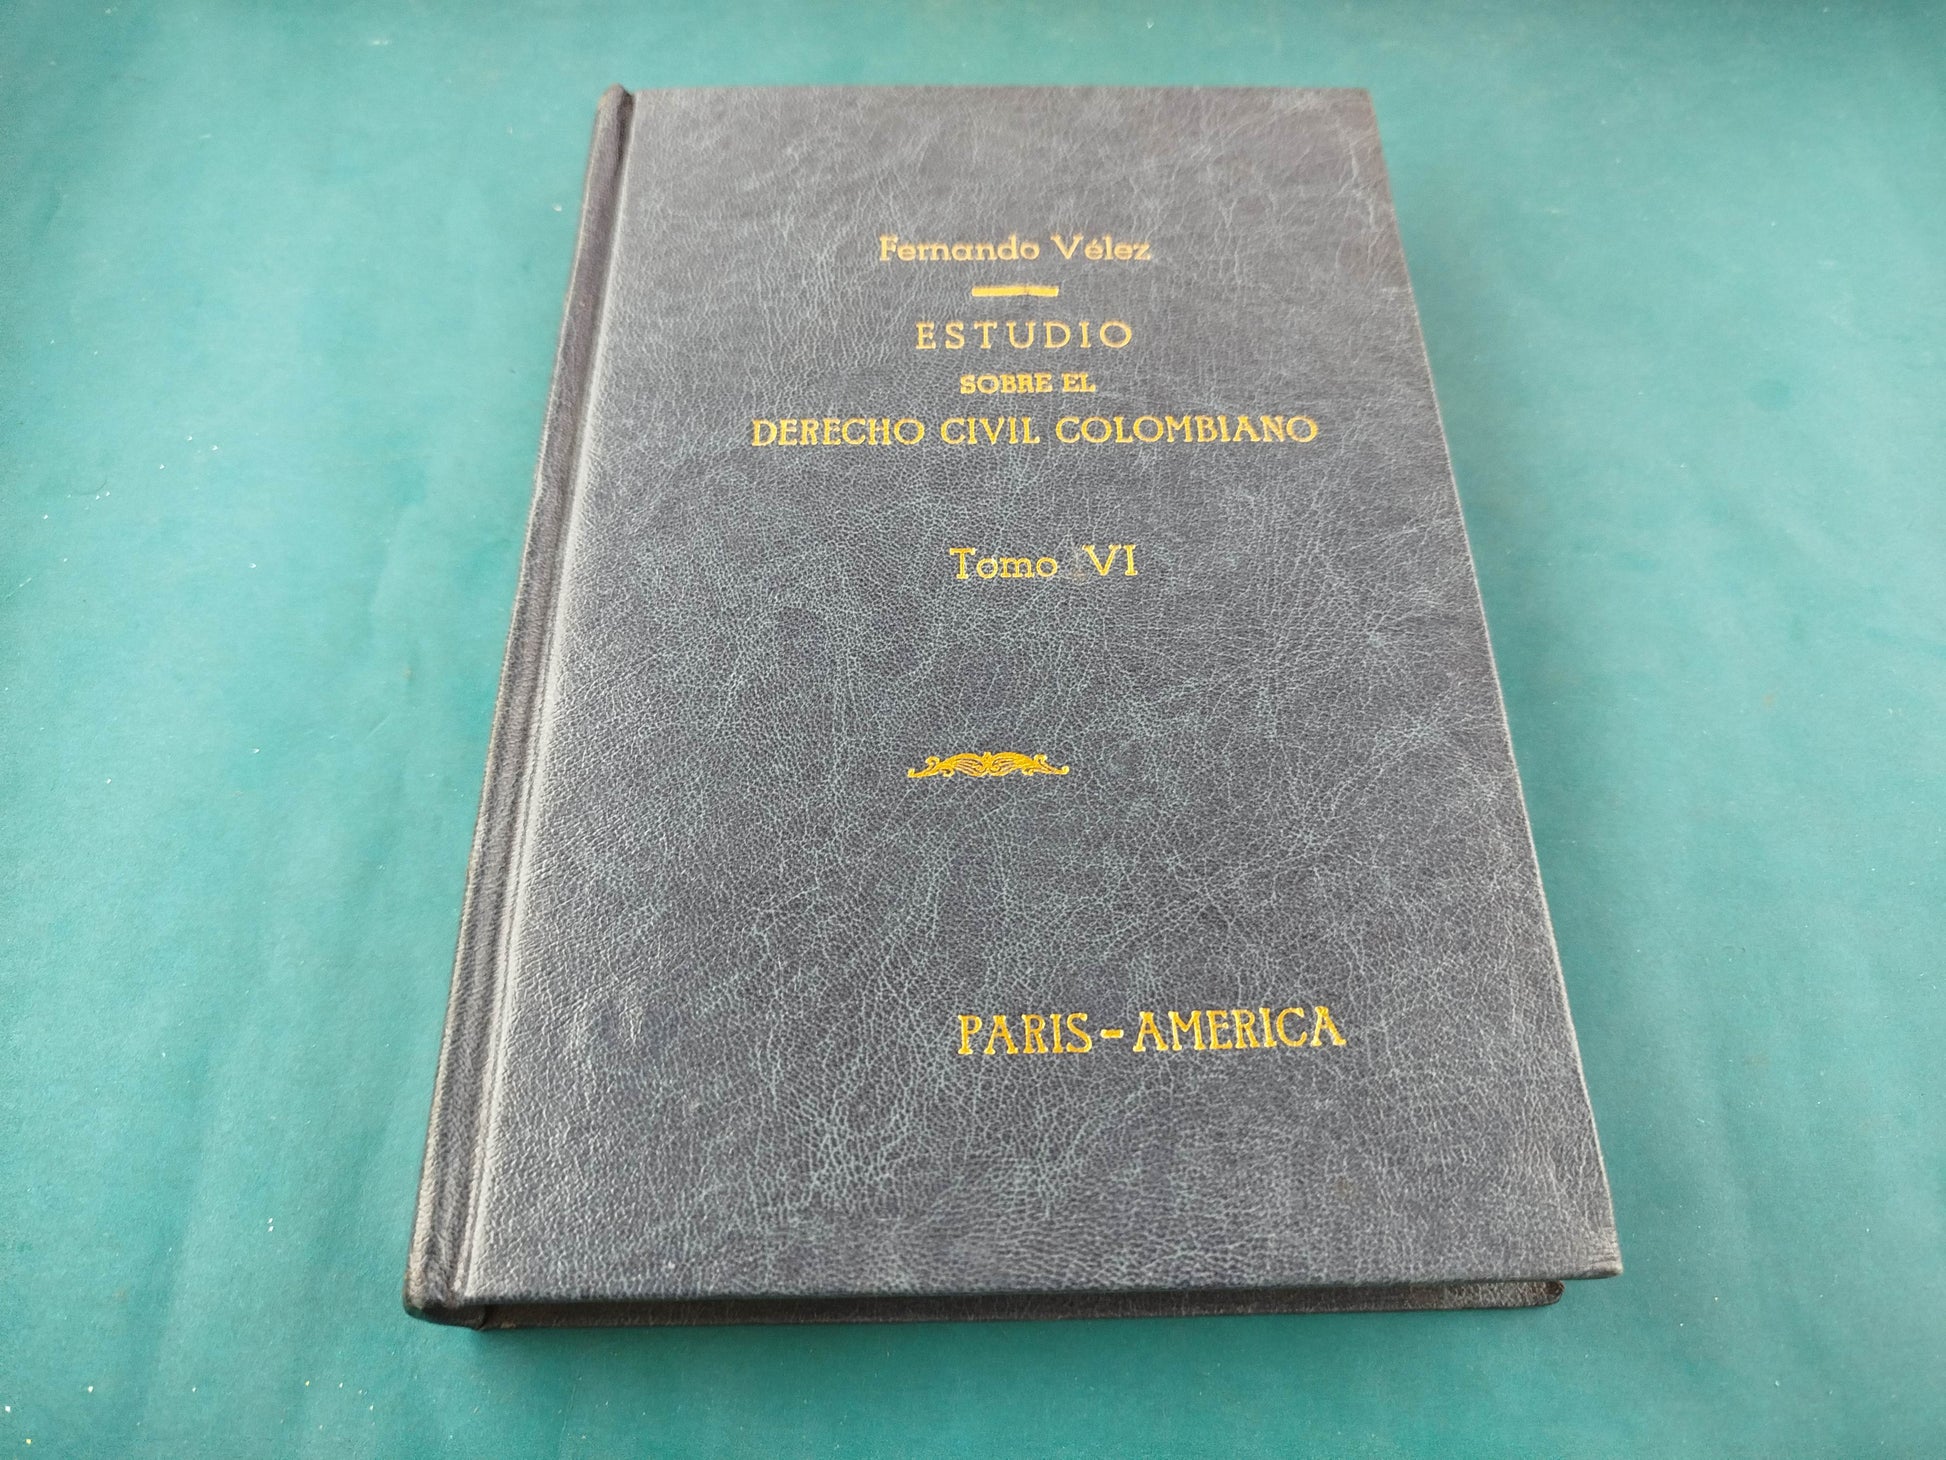 Fernando Vélez
ESTUDIO
SOBRE EL
DERECHO CIVIL COLOMBIANO
Tomo VI
PARIS-AMERICA